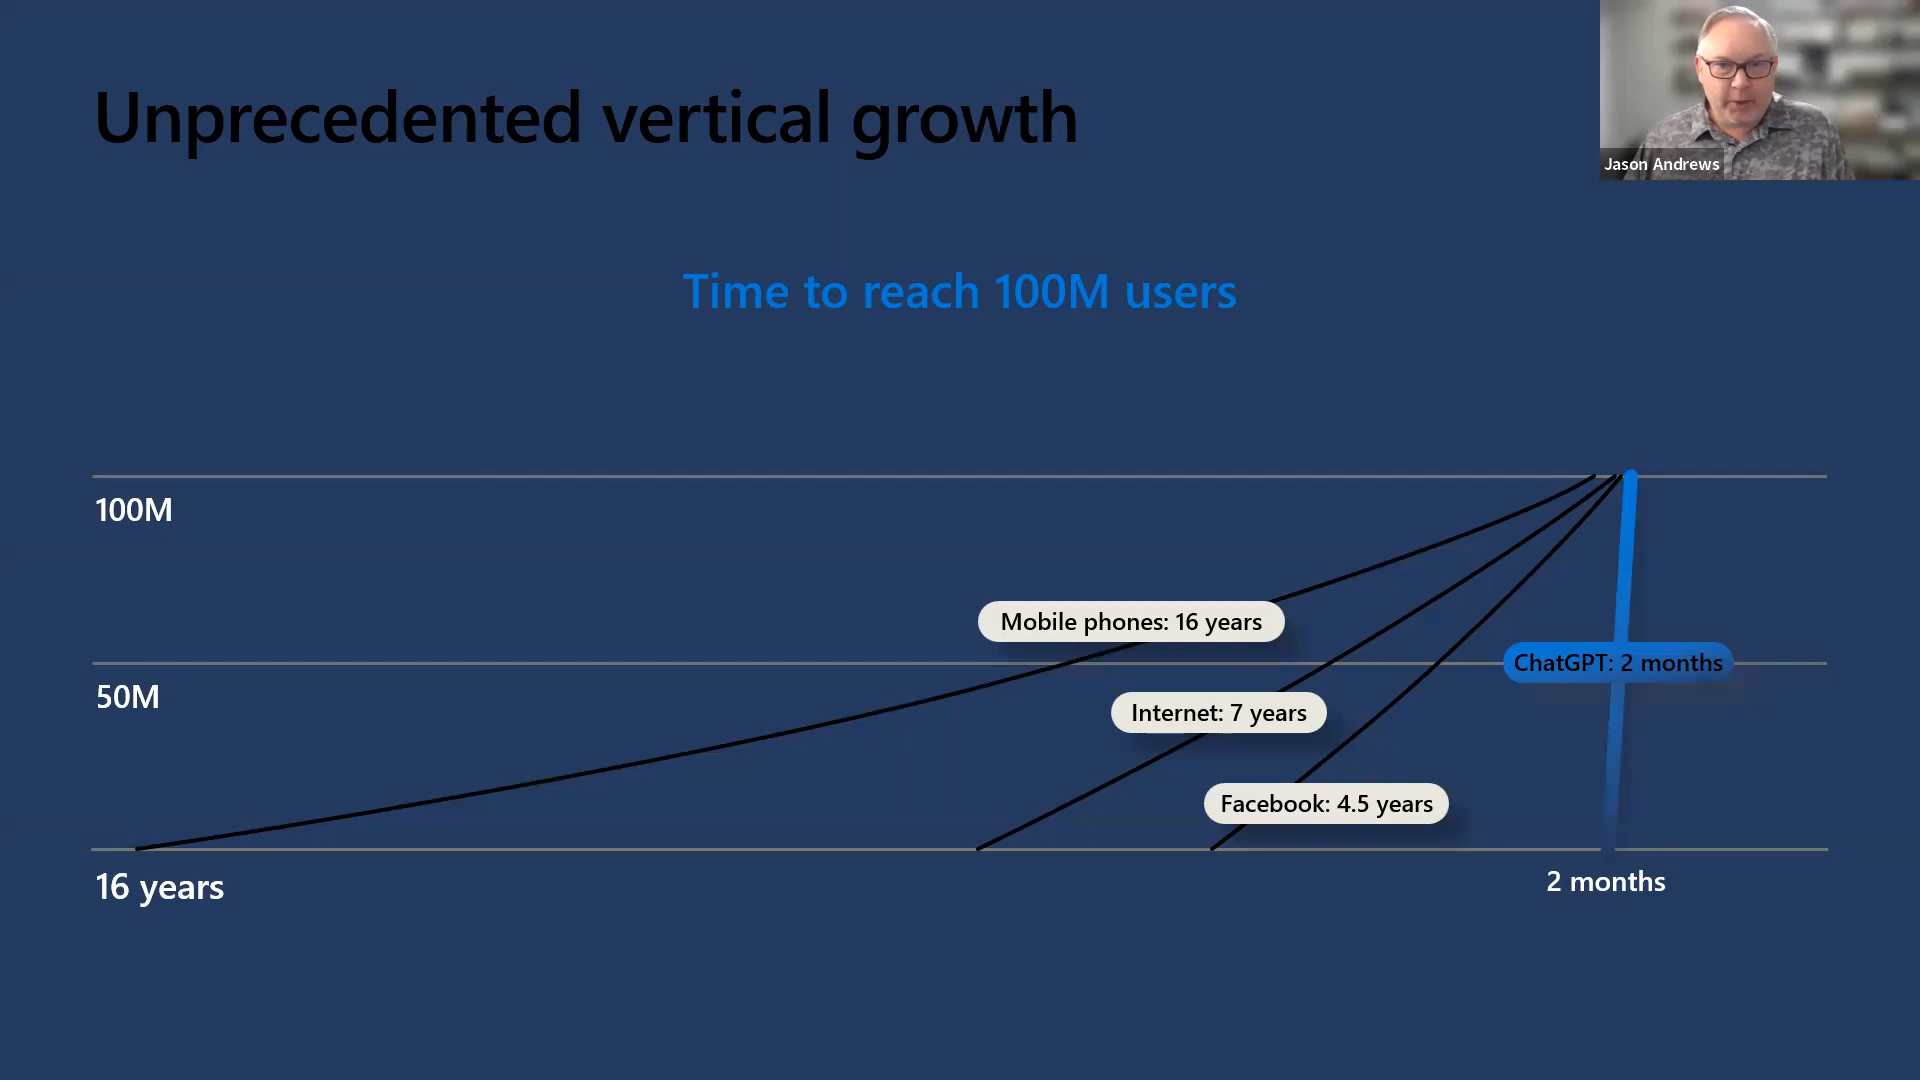 Unprecedented vertical growth
Jason Andrews
Time to reach 100M users
100M
Mobile phones: 16 years
ChatGPT: 2 months
50M
Internet: 7 years
Facebook: 4.5 years
16 years
2 months